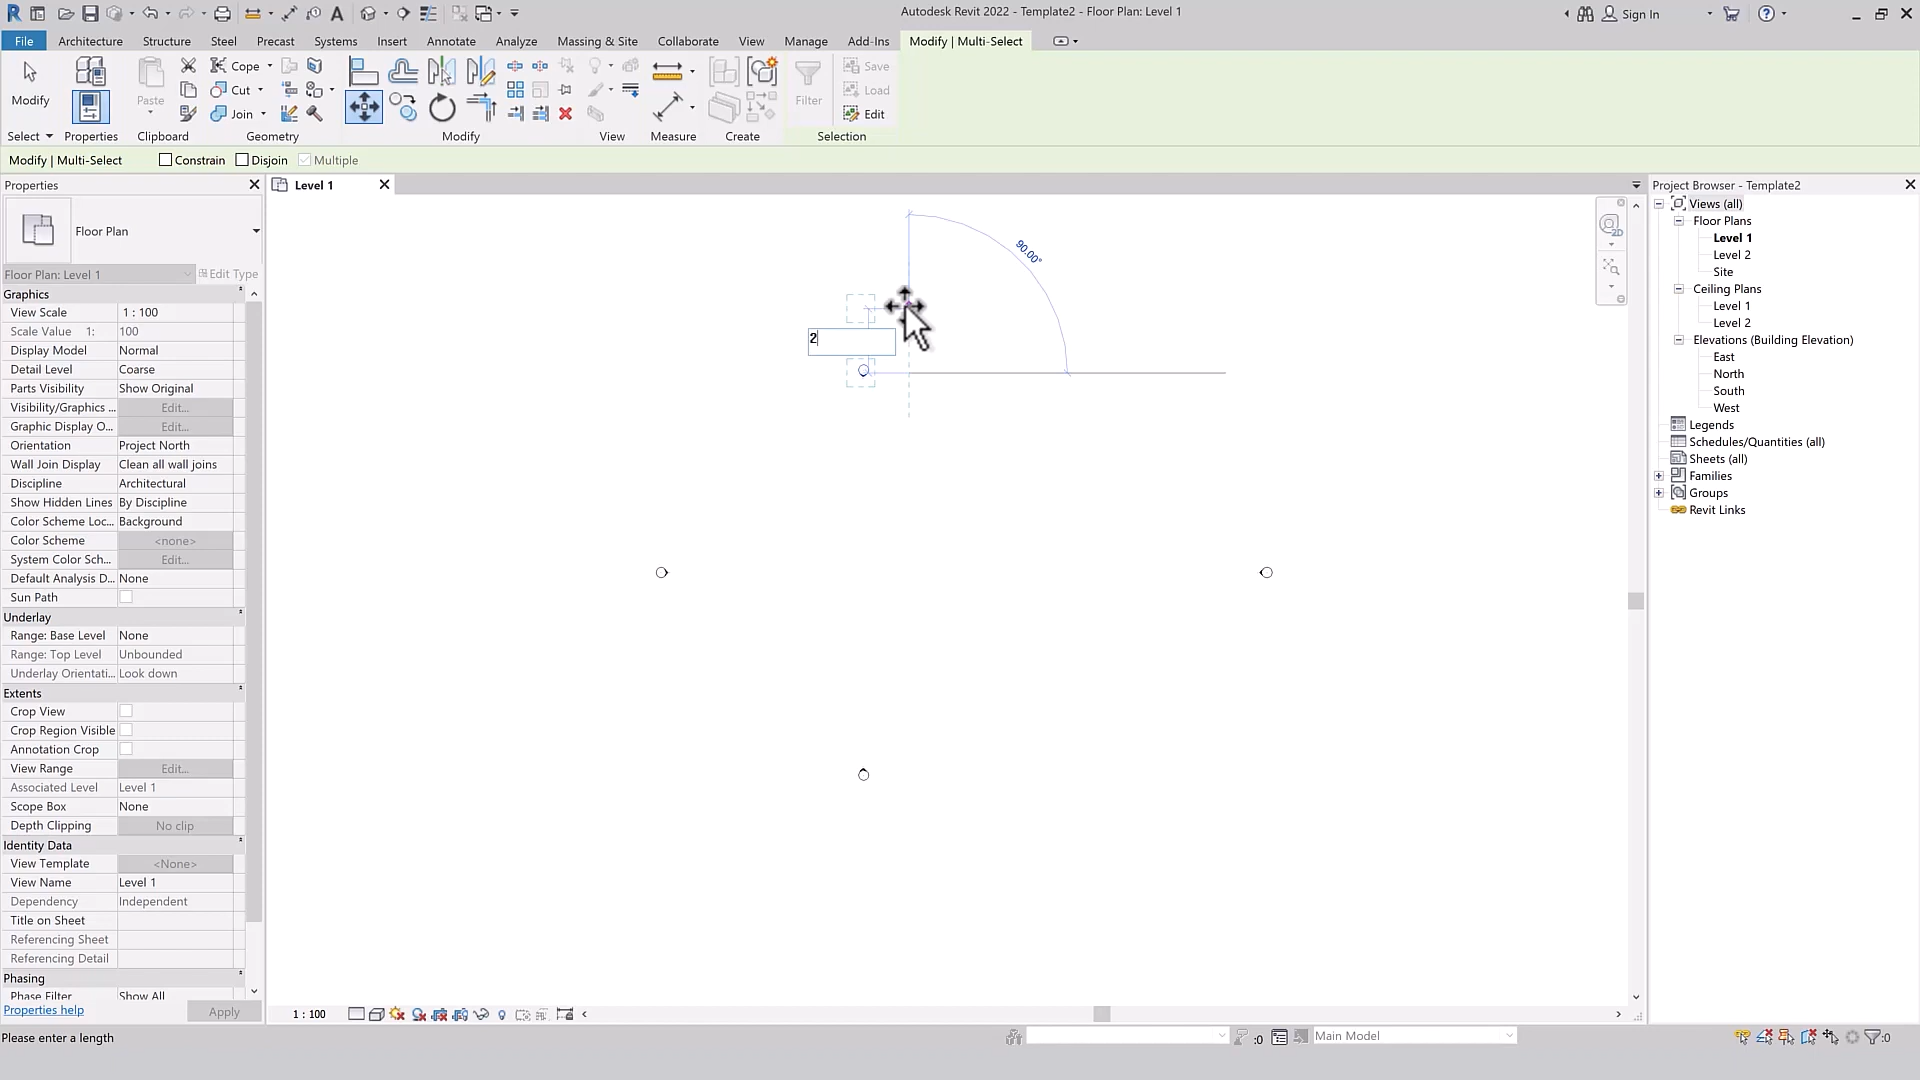 Autodesk Revit 2022 - Template2 - Floor Plan: Level 1
Sign In
File
Architecture
Structure
Steel
Precast
Systems
Insert
Annotate
Analyze
Massing & Site
Collaborate
View
Manage
Add-Ins
Modify | Multi-Select
Modify
Paste
Cope
Cut
Join
Filter
Save
Load
Edit
Select
Properties
Clipboard
Geometry
Modify
View
Measure
Create
Selection
Modify | Multi-Select
Constrain
Disjoin
Multiple
Properties
Floor Plan
Floor Plan: Level 1
Edit Type
Graphics
View Scale 1 : 100
Scale Value 1: 100
Display Model Normal
Detail Level Coarse
Parts Visibility Show Original
Visibility/Graphics ... Edit...
Graphic Display O... Edit...
Orientation Project North
Wall Join Display Clean all wall joins
Discipline Architectural
Show Hidden Lines By Discipline
Color Scheme Loc... Background
Color Scheme <none>
System Color Sch... Edit...
Default Analysis D... None
Sun Path
Underlay
Range: Base Level None
Range: Top Level Unbounded
Underlay Orientati... Look down
Extents
Crop View
Crop Region Visible
Annotation Crop
View Range Edit...
Associated Level Level 1
Scope Box None
Depth Clipping No clip
Identity Data
View Template <None>
View Name Level 1
Dependency Independent
Title on Sheet
Referencing Sheet
Referencing Detail
Phasing
Phase Filter Show All
Properties help
Apply
Level 1
90.00°
2
2D
Project Browser - Template2
Views (all)
Floor Plans
Level 1
Level 2
Site
Ceiling Plans
Level 1
Level 2
Elevations (Building Elevation)
East
North
South
West
Legends
Schedules/Quantities (all)
Sheets (all)
Families
Groups
Revit Links
1 : 100
Please enter a length
:0
Main Model
:0